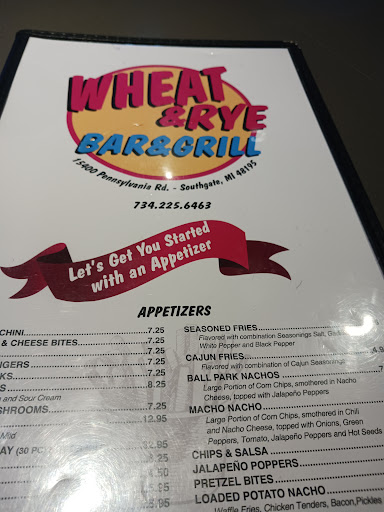 WHEAT
&RYE
BAR&GRILL
15400 Pennsylvania Rd. - Southgate, MI 48195
734.225.6463
Let's Get You Started
with an Appetizer
APPETIZERS
CHINI 7.25
& CHEESE BITES 7.25
7.25
NGERS 7.25
KS 7.25
S 8.25
and Sour Cream
SHROOMS 7.25
12.95
Mild
AY (30 PC
SEASONED FRIES
Flavored with combination Seasonings Salt,
White Pepper and Black Pepper
CAJUN FRIES
Flavored with combination of Cajun Seasonings
BALL PARK NACHOS
Large Portion of Corn Chips, smothered in Nacho
Cheese, topped with Jalapeño Peppers
MACHO NACHO
Large Portion of Corn Chips, smothered in Chili
and Nacho Cheese, topped with Onions, Green
Peppers, Tomato, Jalapeño Peppers and Hot Seeds
CHIPS & SALSA
JALAPEÑO POPPERS
PRETZEL BITES
LOADED POTATO NACHO
Waffle Fries, Chicken Tenders, Bacon, Pickles